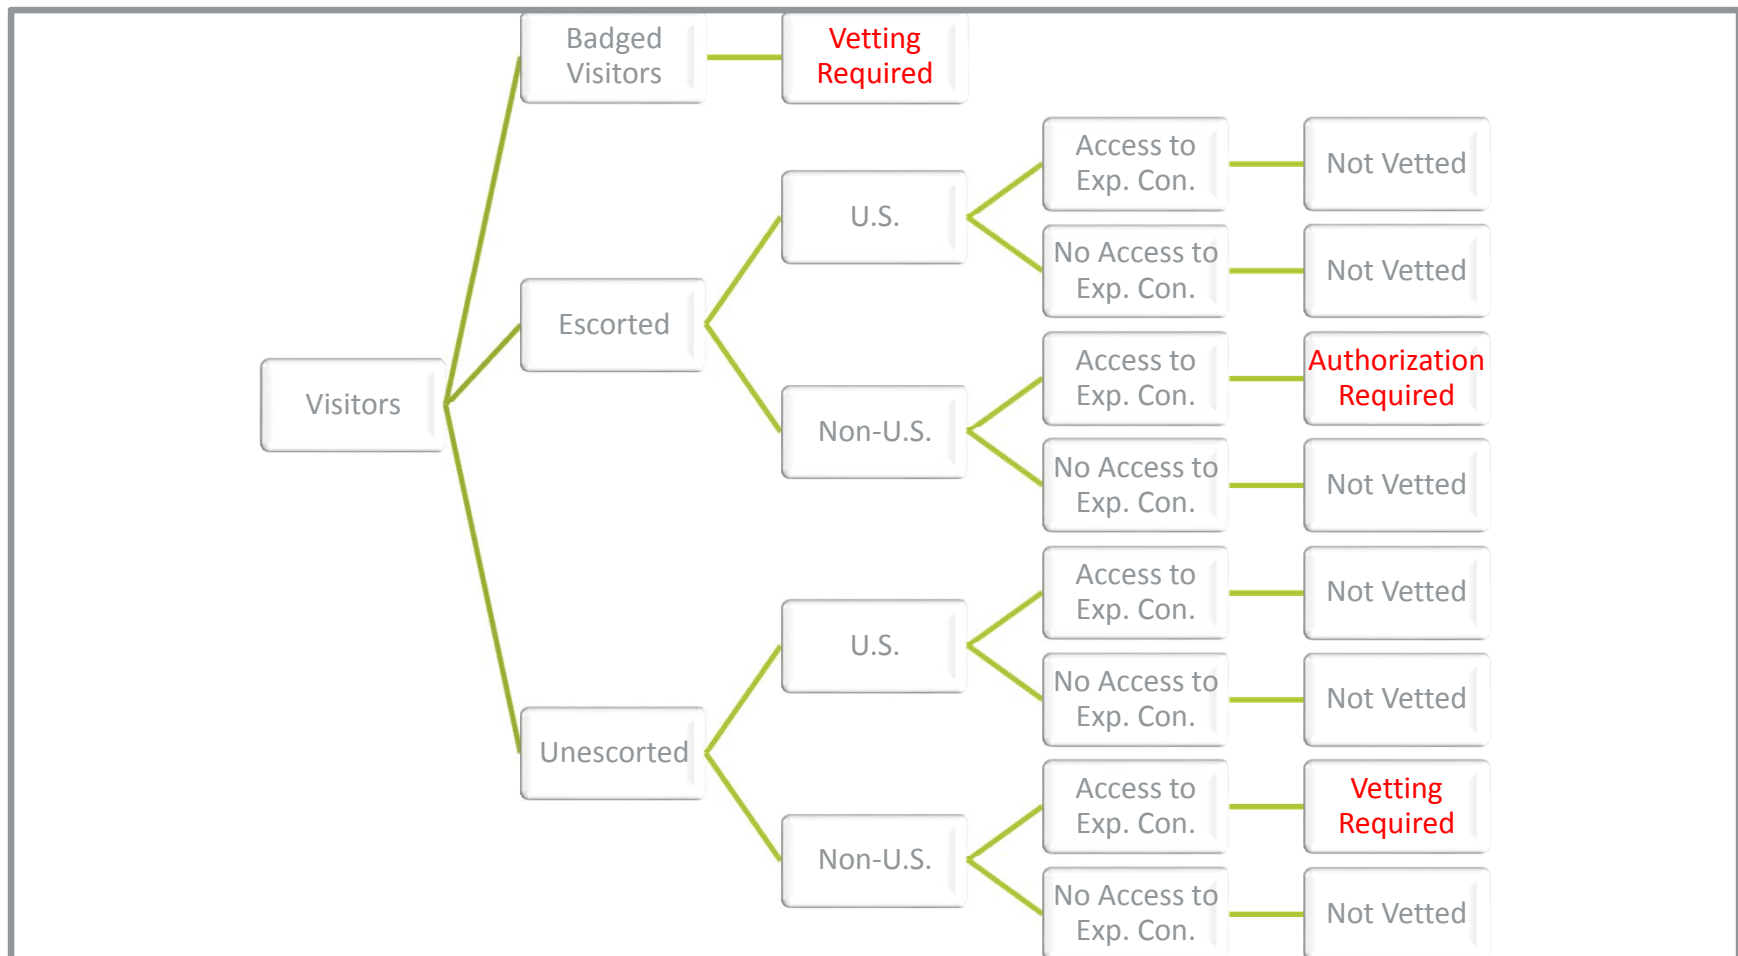 Badged
Visitors
Vetting
Required
Access to
Exp. Con.
Not Vetted
U.S.
No Access to
Exp. Con.
Not Vetted
Escorted
Access to
Exp. Con.
Authorization
Required
Non-U.S.
No Access to
Exp. Con.
Not Vetted
Visitors
Access to
Exp. Con.
Not Vetted
U.S.
No Access to
Exp. Con.
Not Vetted
Unescorted
Access to
Exp. Con.
Vetting
Required
Non-U.S.
No Access to
Exp. Con.
Not Vetted